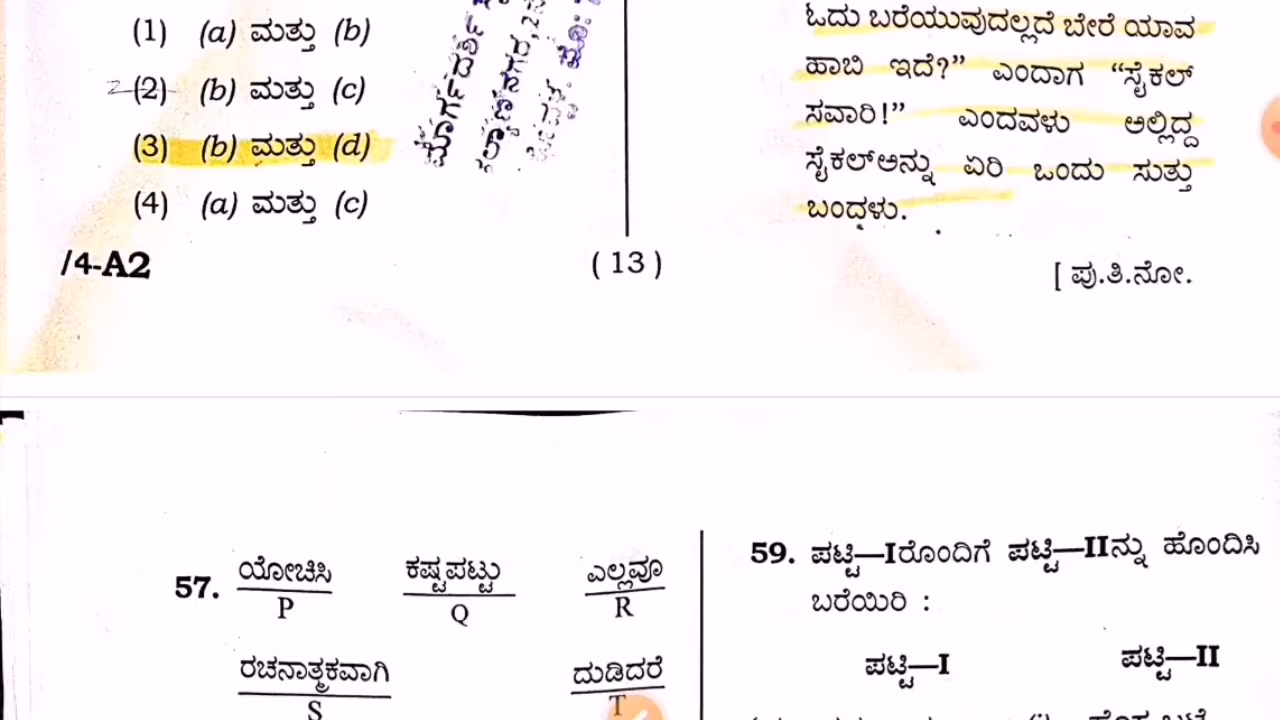 (1) (a) ಮತ್ತು (b)
(2) (b) ಮತ್ತು (c)
(3) (b) ಮತ್ತು (d)
(4) (a) ಮತ್ತು (c)
/4-A2
ಮಾರ್ಗದರ್ಶಿ
ಓದು ಬರೆಯುವುದಲ್ಲದೆ ಬೇರೆ ಯಾವ
ಹಾಬಿ ಇದೆ?” ಎಂದಾಗ “ಸೈಕಲ್
ಸವಾರಿ!” ಎಂದವಳು ಅಲ್ಲಿದ್ದ
ಸೈಕಲ್‌ಅನ್ನು ಏರಿ ಒಂದು ಸುತ್ತು
ಬಂದಳು.
( 13 )
[ ಪು.ತಿ.ನೋ.
57. ಯೋಚಿಸಿ ಕಷ್ಟಪಟ್ಟು ಎಲ್ಲವೂ
P Q R
ರಚನಾತ್ಮಕವಾಗಿ ದುಡಿದರೆ
S T
59. ಪಟ್ಟಿ—Iರೊಂದಿಗೆ ಪಟ್ಟಿ—IIನ್ನು ಹೊಂದಿಸಿ
ಬರೆಯಿರಿ :
ಪಟ್ಟಿ—I ಪಟ್ಟಿ—II